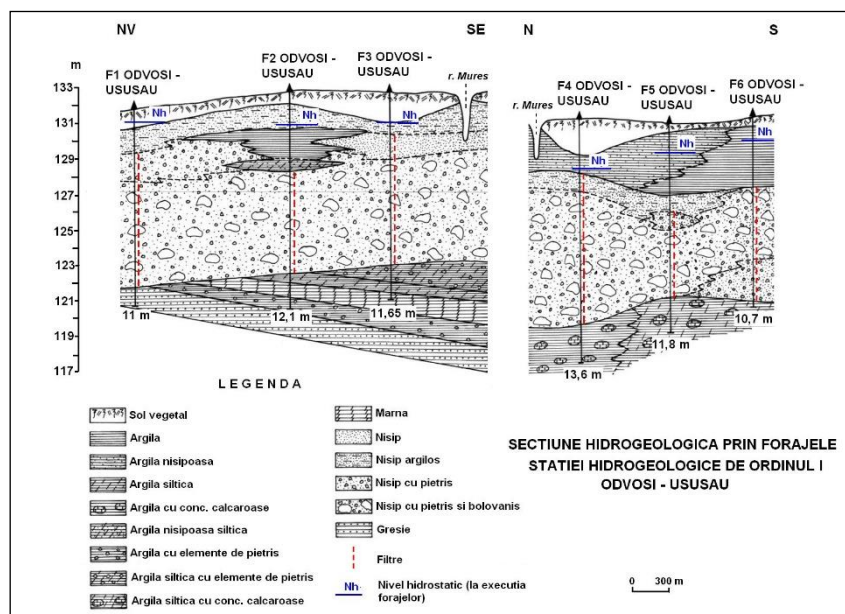 NV
SE
N
S
m
133
131
129
127
125
123
121
119
117
F1 ODVOSI -
USUSAU
F2 ODVOSI -
USUSAU
F3 ODVOSI -
USUSAU
r. Mures
r. Mures
F4 ODVOSI -
USUSAU
F5 ODVOSI -
USUSAU
F6 ODVOSI -
USUSAU
Nh
Nh
Nh
Nh
Nh
Nh
11 m
12,1 m
11,65 m
13,6 m
11,8 m
10,7 m
LEGENDA
Sol vegetal
Argila
Argila nisipoasa
Argila siltica
Argila cu conc. calcaroase
Argila nisipoasa siltica
Argila cu elemente de pietris
Argila siltica cu elemente de pietris
Argila siltica cu conc. calcaroase
Marna
Nisip
Nisip argilos
Nisip cu pietris
Nisip cu pietris si bolovanis
Gresie
Filtre
Nh
Nivel hidrostatic (la executia
forajelor)
SECTIUNE HIDROGEOLOGICA PRIN FORAJELE
STATIEI HIDROGEOLOGICE DE ORDINUL I
ODVOSI - USUSAU
0 300 m